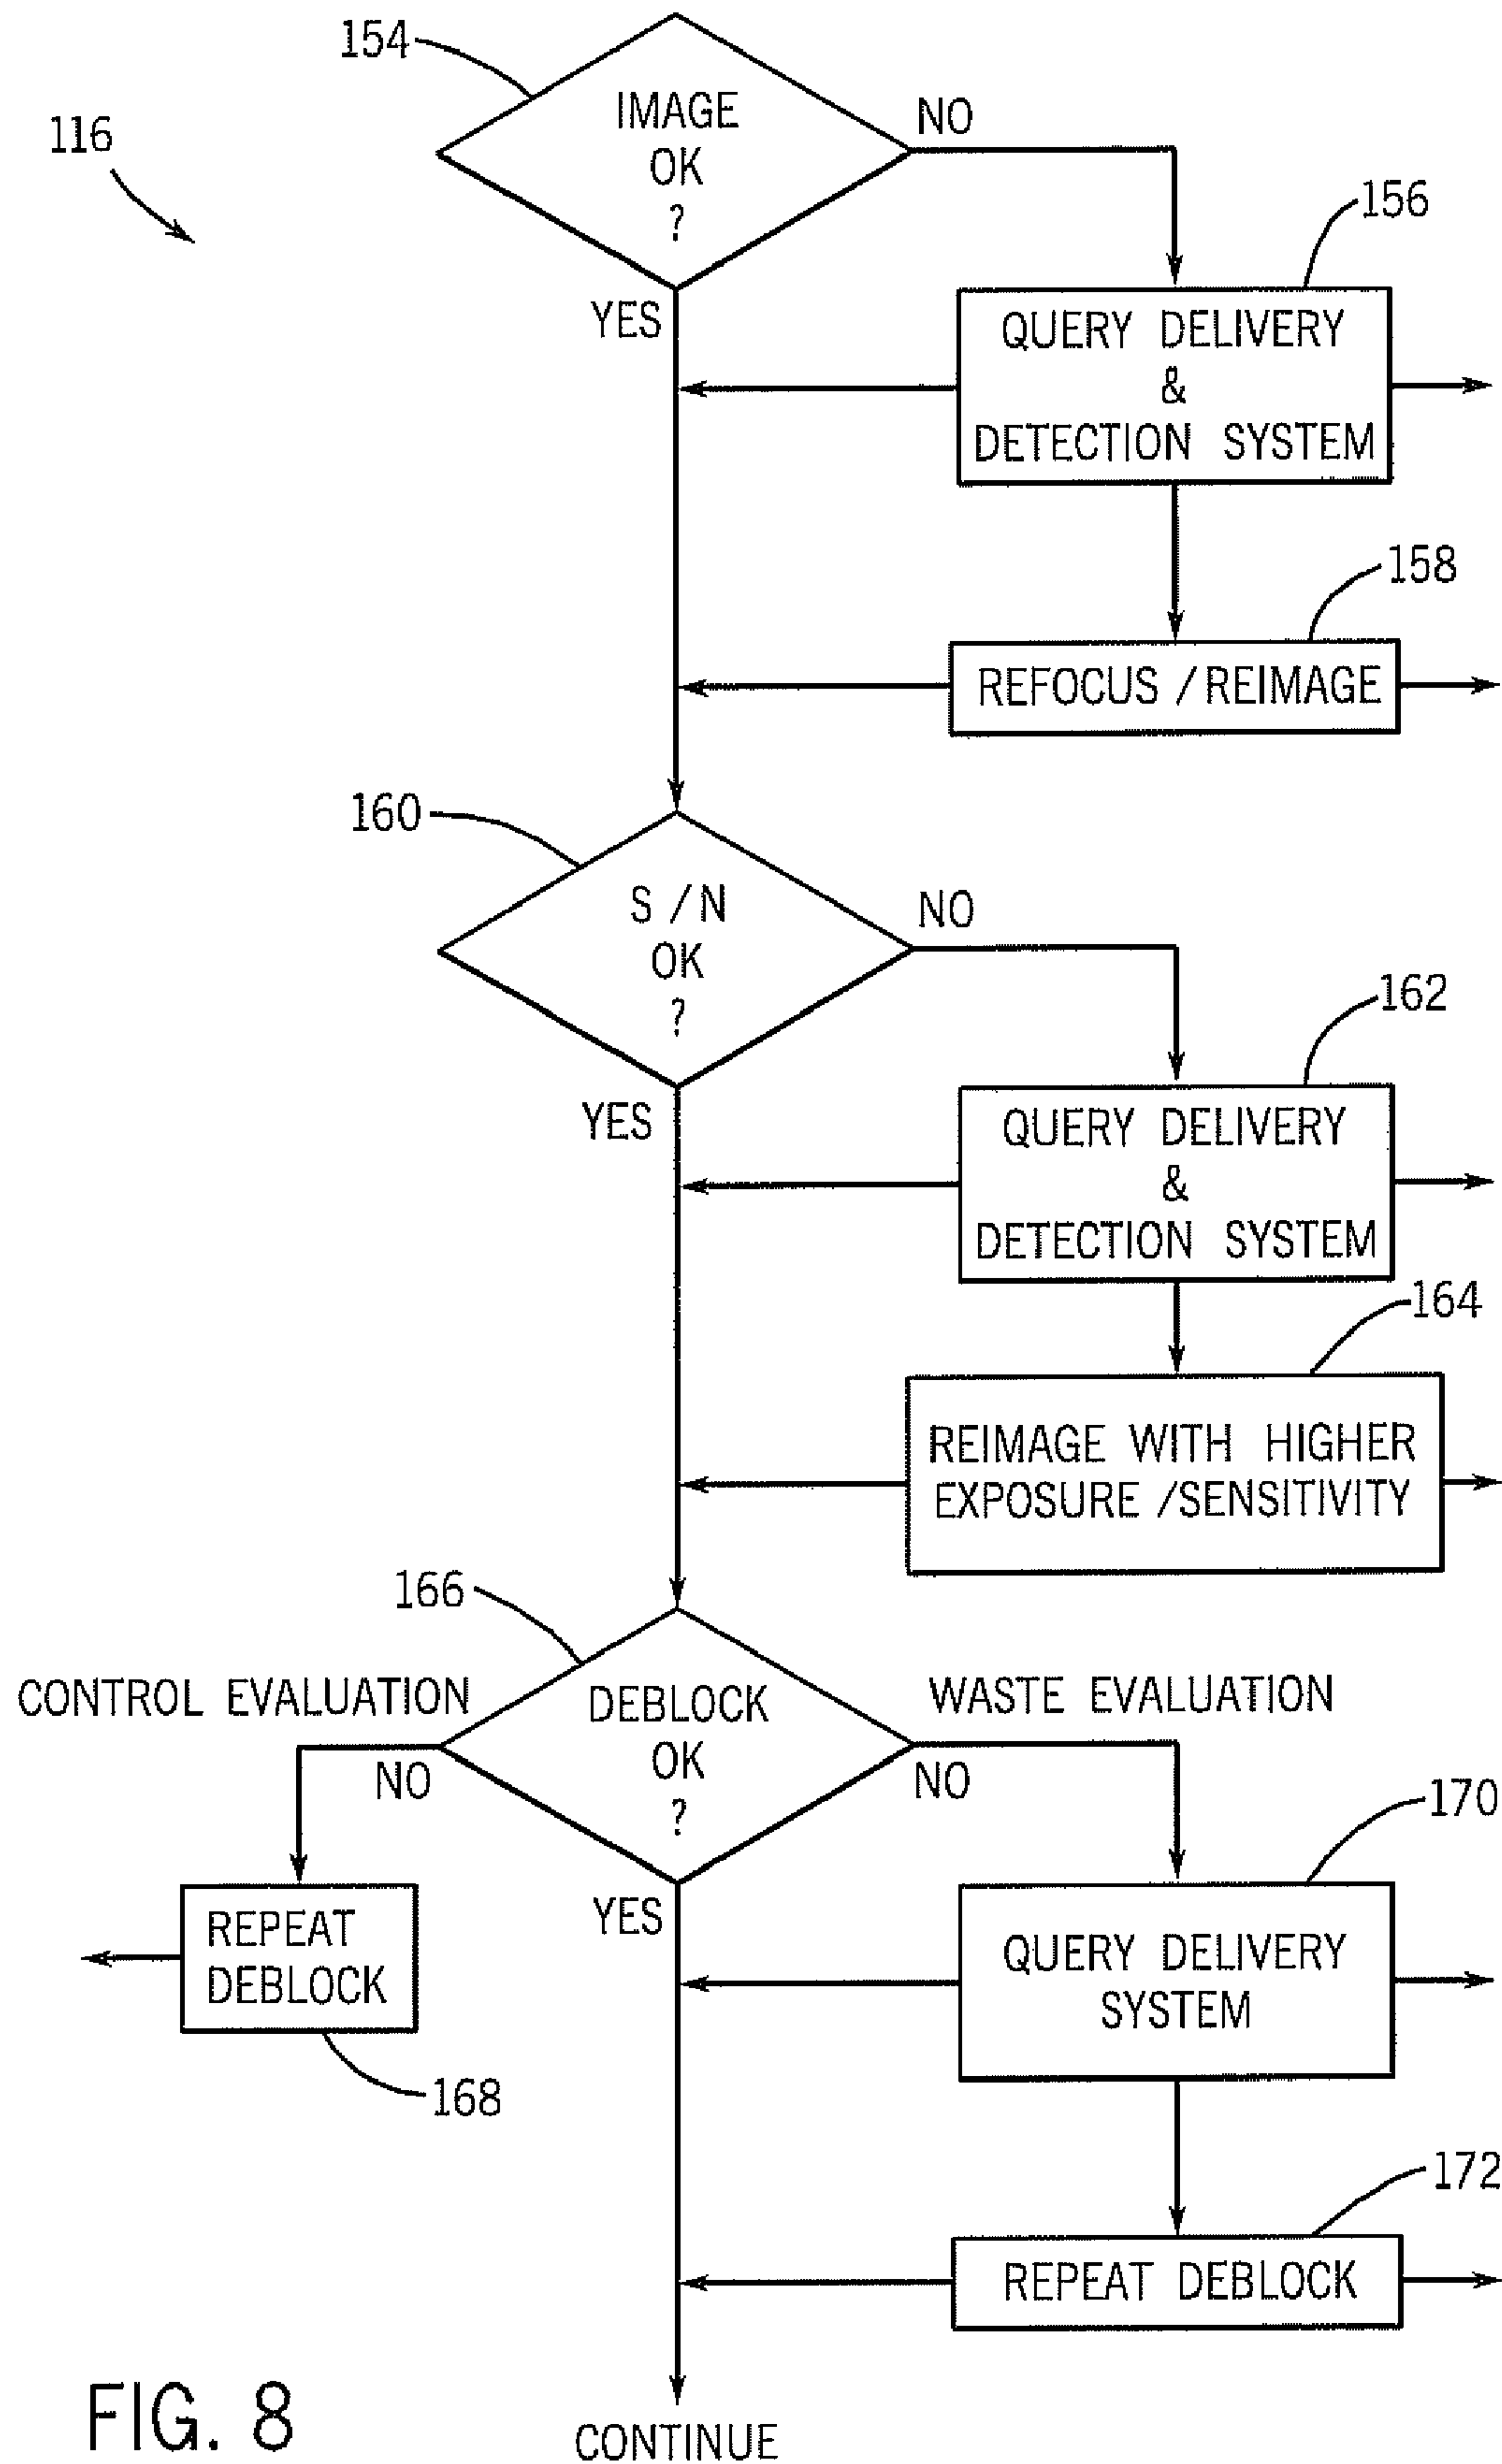 154
IMAGE
OK
?
NO
116
156
YES
QUERY DELIVERY
&
DETECTION SYSTEM
158
REFOCUS / REIMAGE
160
S / N
OK
?
NO
162
YES
QUERY DELIVERY
&
DETECTION SYSTEM
164
REIMAGE WITH HIGHER
EXPOSURE / SENSITIVITY
166
CONTROL EVALUATION
DEBLOCK
OK
?
WASTE EVALUATION
NO
NO
170
YES
REPEAT
DEBLOCK
QUERY DELIVERY
SYSTEM
168
172
REPEAT DEBLOCK
FIG. 8
CONTINUE